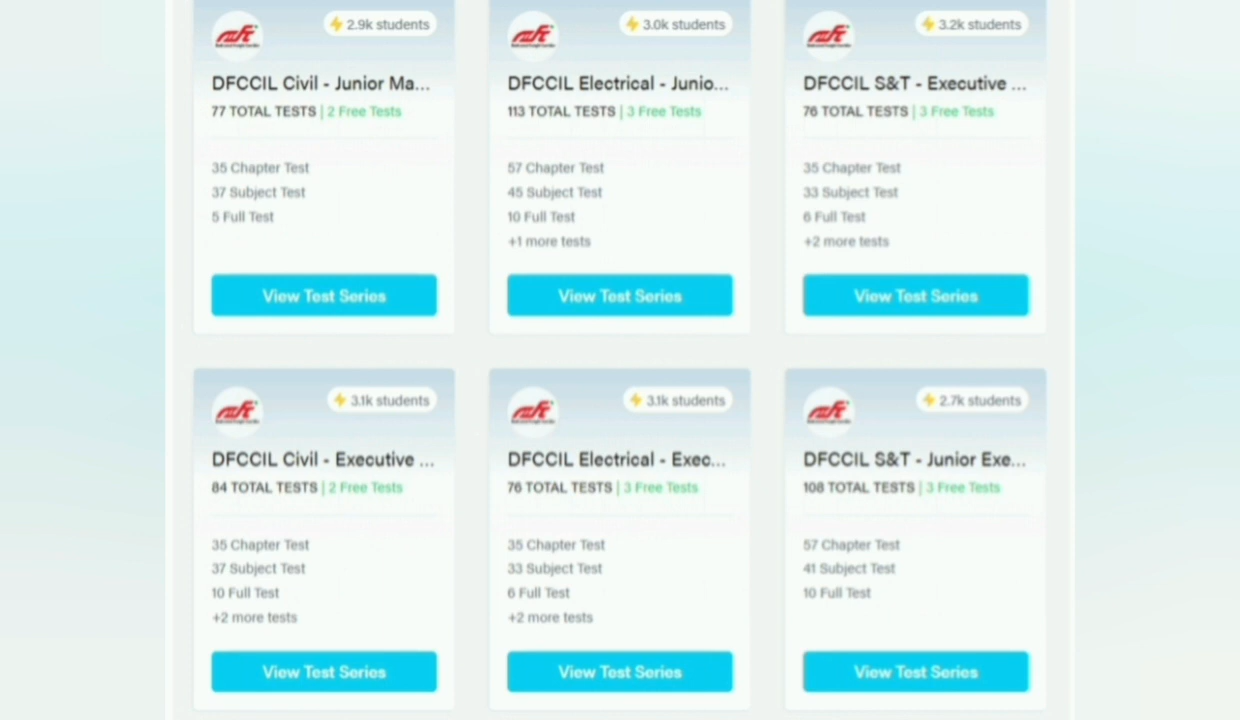 2.9k students
DFCCIL Civil - Junior Ma...
77 TOTAL TESTS | 2 Free Tests
35 Chapter Test
37 Subject Test
5 Full Test
View Test Series
3.0k students
DFCCIL Electrical - Junio...
113 TOTAL TESTS | 3 Free Tests
57 Chapter Test
45 Subject Test
10 Full Test
+1 more tests
View Test Series
3.2k students
DFCCIL S&T - Executive ...
76 TOTAL TESTS | 3 Free Tests
35 Chapter Test
33 Subject Test
6 Full Test
+2 more tests
View Test Series
3.1k students
DFCCIL Civil - Executive ...
84 TOTAL TESTS | 2 Free Tests
35 Chapter Test
37 Subject Test
10 Full Test
+2 more tests
View Test Series
3.1k students
DFCCIL Electrical - Exec...
76 TOTAL TESTS | 3 Free Tests
35 Chapter Test
33 Subject Test
6 Full Test
+2 more tests
View Test Series
2.7k students
DFCCIL S&T - Junior Exe...
108 TOTAL TESTS | 3 Free Tests
57 Chapter Test
41 Subject Test
10 Full Test
View Test Series